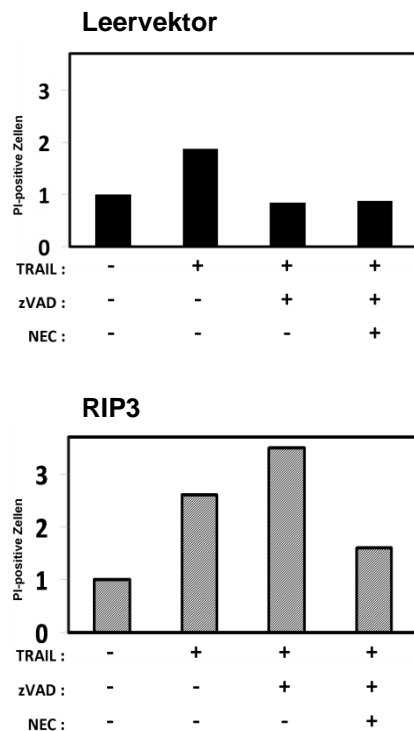 Leervektor
PI-positive Zellen
3
2
1
0
TRAIL : - + + +
zVAD : - - + +
NEC : - - - +
RIP3
PI-positive Zellen
3
2
1
0
TRAIL : - + + +
zVAD : - - + +
NEC : - - - +